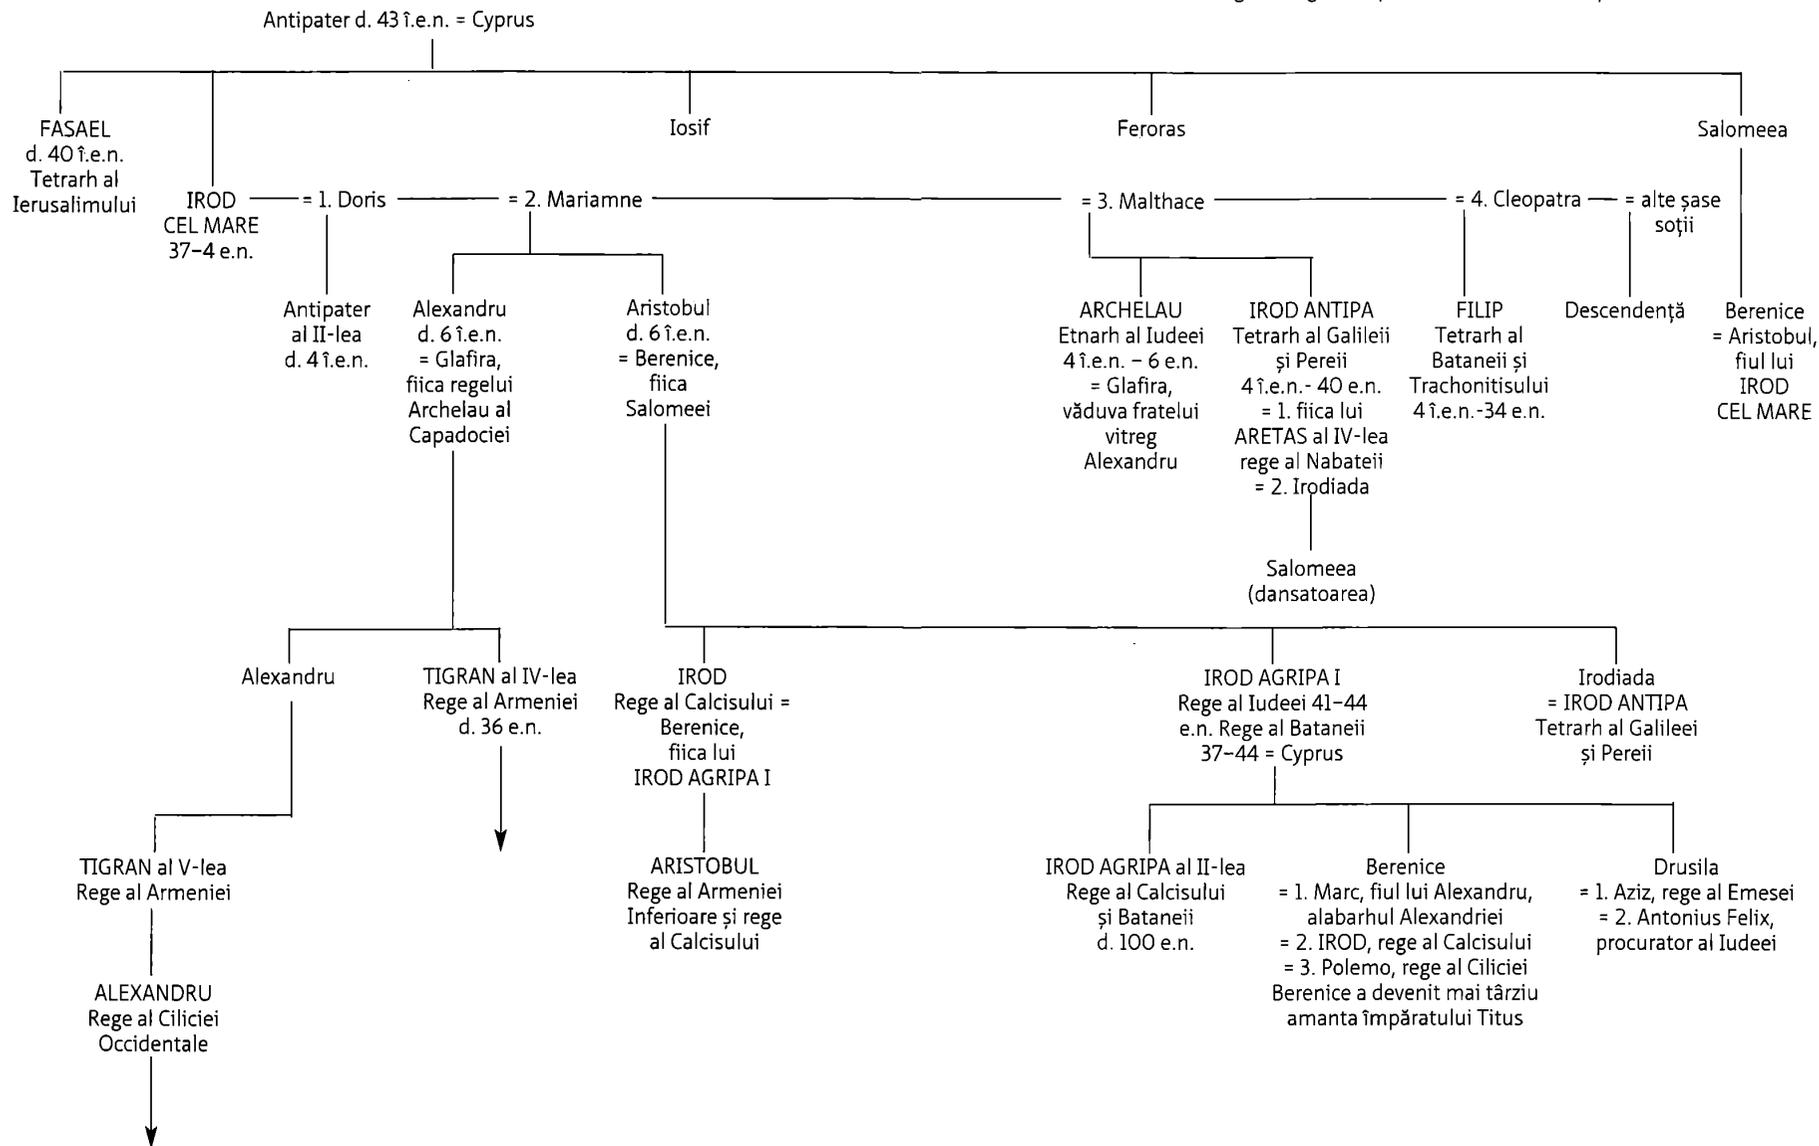 Antipater d. 43 î.e.n. = Cyprus
FASAEL
d. 40 î.e.n.
Tetrarh al
Ierusalimului
Iosif
Feroras
Salomeea
IROD
CEL MARE
37–4 e.n.
= 1. Doris
= 2. Mariamne
= 3. Malthace
= 4. Cleopatra
= alte șase
soții
Antipater
al II-lea
d. 4 î.e.n.
Alexandru
d. 6 î.e.n.
= Glafira,
fiica regelui
Archelau al
Capadociei
Aristobul
d. 6 î.e.n.
= Berenice,
fiica
Salomeei
ARCHELAU
Etnarh al Iudeei
4 î.e.n. – 6 e.n.
= Glafira,
văduva fratelui
vitreg
Alexandru
IROD ANTIPA
Tetrarh al Galileii
și Pereii
4 î.e.n.- 40 e.n.
= 1. fiica lui
ARETAS al IV-lea
rege al Nabateii
= 2. Irodiada
FILIP
Tetrarh al
Bataneii și
Trachonitisului
4 î.e.n.-34 e.n.
Descendență
Berenice
= Aristobul,
fiul lui
IROD
CEL MARE
Salomeea
(dansatoarea)
Alexandru
TIGRAN al IV-lea
Rege al Armeniei
d. 36 e.n.
IROD
Rege al Calcisului =
Berenice,
fiica lui
IROD AGRIPA I
IROD AGRIPA I
Rege al Iudeei 41–44
e.n. Rege al Bataneii
37–44 = Cyprus
Irodiada
= IROD ANTIPA
Tetrarh al Galileei
și Pereii
TIGRAN al V-lea
Rege al Armeniei
ARISTOBUL
Rege al Armeniei
Inferioare și rege
al Calcisului
IROD AGRIPA al II-lea
Rege al Calcisului
și Bataneii
d. 100 e.n.
Berenice
= 1. Marc, fiul lui Alexandru,
alabarhul Alexandriei
= 2. IROD, rege al Calcisului
= 3. Polemo, rege al Ciliciei
Berenice a devenit mai târziu
amanta împăratului Titus
Drusila
= 1. Aziz, rege al Emesei
= 2. Antonius Felix,
procurator al Iudeei
ALEXANDRU
Rege al Ciliciei
Occidentale